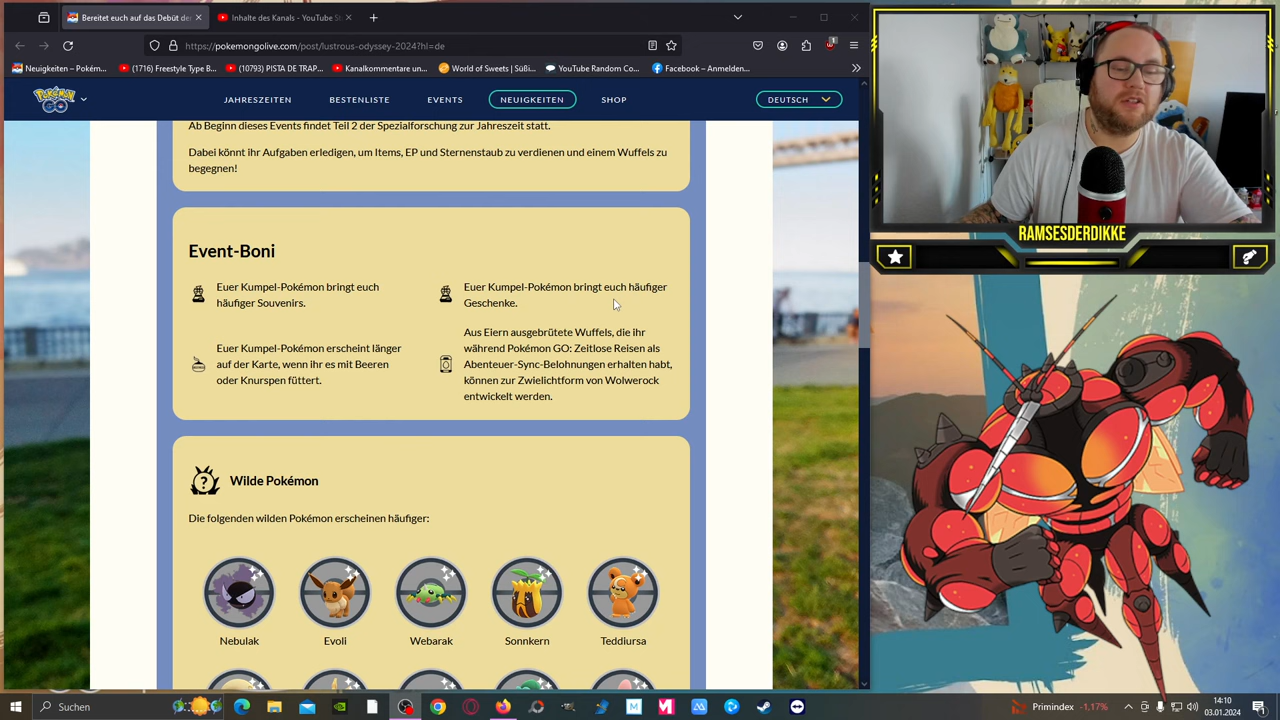 Bereitet euch auf das Debüt der
Inhalte des Kanals - YouTube S
https://pokemongolive.com/post/lustrous-odyssey-2024?hl=de
1
Neuigkeiten – Pokém...
(1716) Freestyle Type B...
(10793) PISTA DE TRAP...
Kanalkommentare un...
World of Sweets | Süßi...
YouTube Random Co...
Facebook – Anmelden...
Pokémon GO
JAHRESZEITEN
BESTENLISTE
EVENTS
NEUIGKEITEN
SHOP
DEUTSCH
Ab Beginn dieses Events findet Teil 2 der Spezialforschung zur Jahreszeit statt.
Dabei könnt ihr Aufgaben erledigen, um Items, EP und Sternenstaub zu verdienen und einem Wuffels zu
begegnen!
Event-Boni
Euer Kumpel-Pokémon bringt euch
häufiger Souvenirs.
Euer Kumpel-Pokémon bringt euch häufiger
Geschenke.
Euer Kumpel-Pokémon erscheint länger
auf der Karte, wenn ihr es mit Beeren
oder Knurspen füttert.
Aus Eiern ausgebrütete Wuffels, die ihr
während Pokémon GO: Zeitlose Reisen als
Abenteuer-Sync-Belohnungen erhalten habt,
können zur Zwielichtform von Wolwerock
entwickelt werden.
Wilde Pokémon
Die folgenden wilden Pokémon erscheinen häufiger:
Nebulak
Evoli
Webarak
Sonnkern
Teddiursa
RAMSESDERDIKKE
Suchen
Primindex -1,17%
14:10
03.01.2024
1